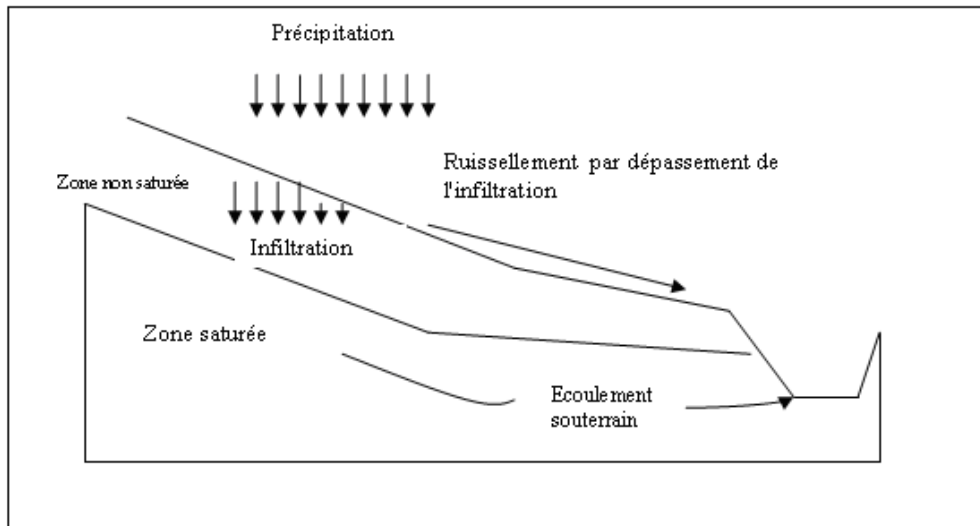 Précipitation
Ruissellement par dépassement de
l'infiltration
Zone non saturée
Infiltration
Zone saturée
Ecoulement
souterrain